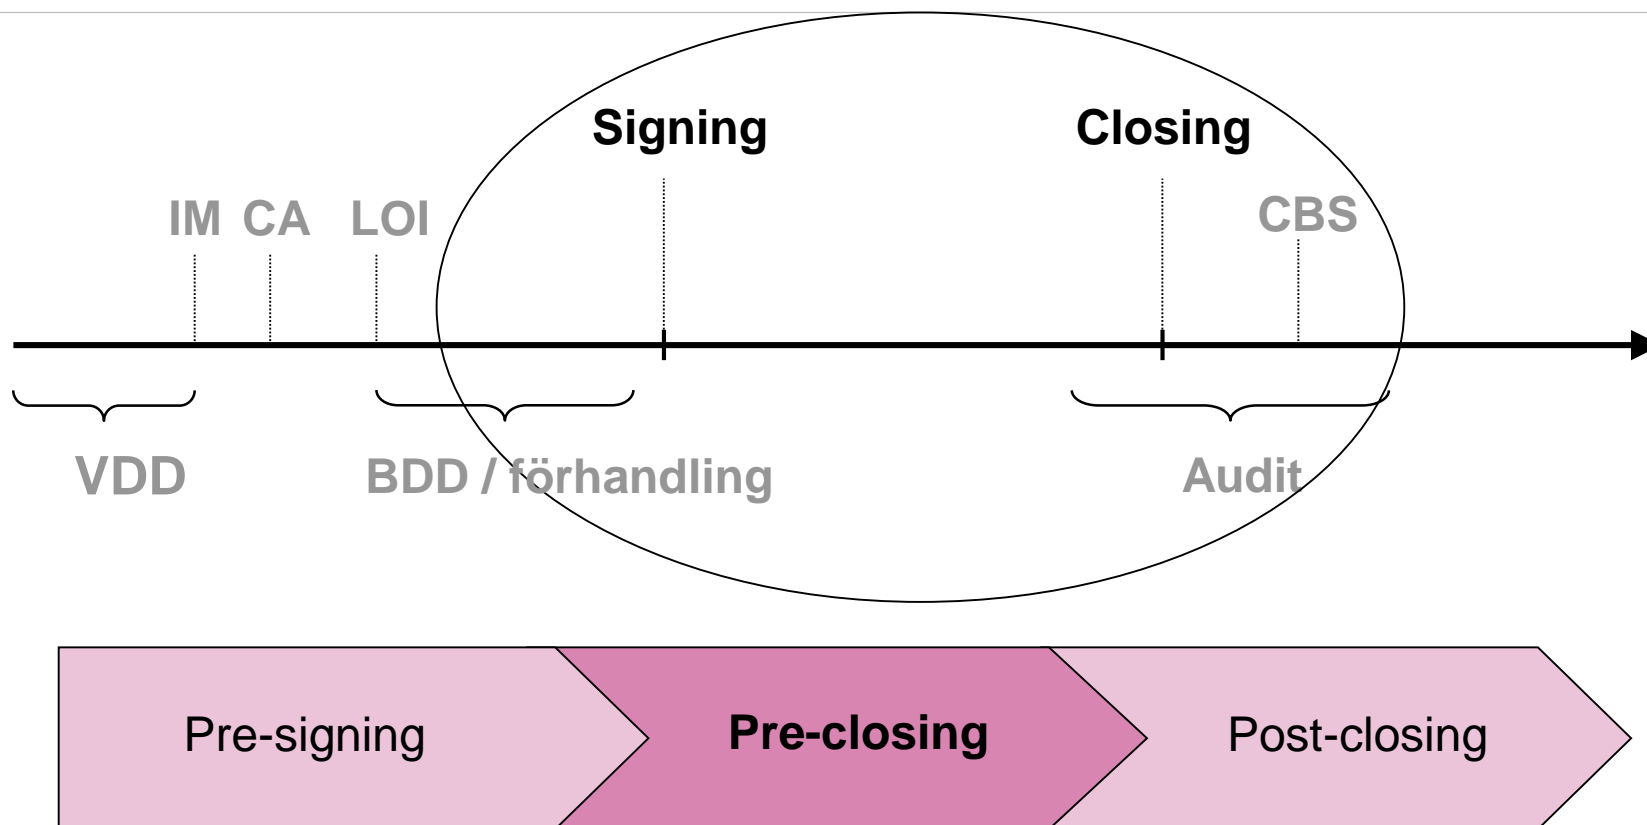 Signing
Closing
IM CA LOI
CBS
VDD
BDD / förhandling
Audit
Pre-signing
Pre-closing
Post-closing